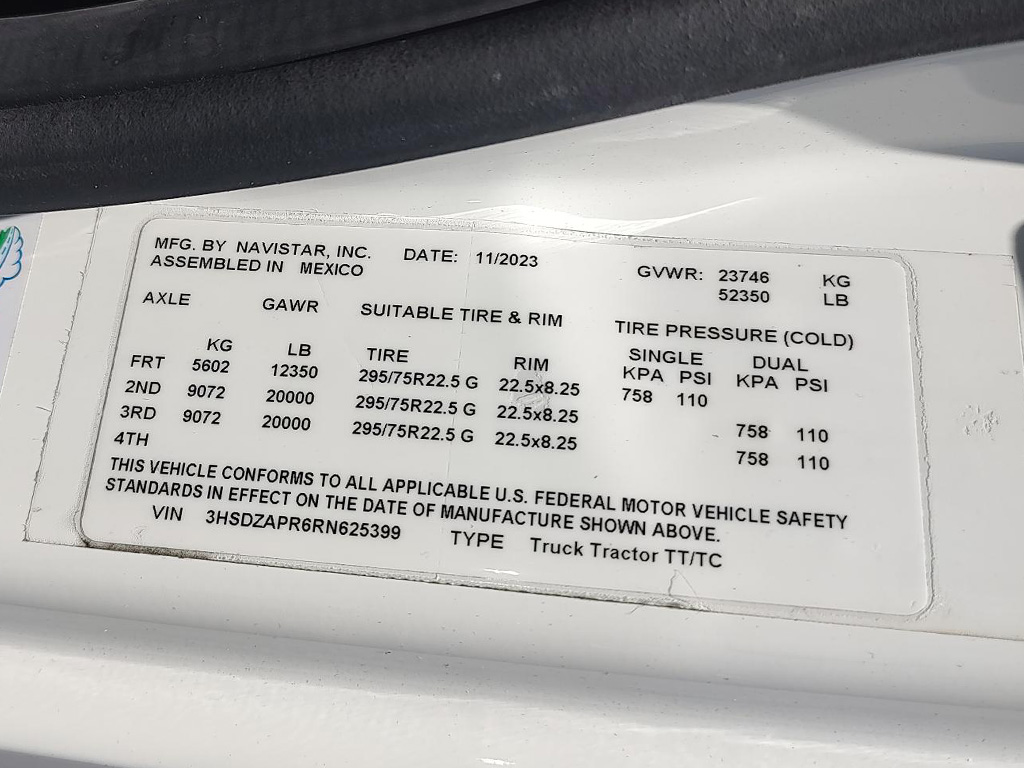 MFG. BY NAVISTAR, INC. DATE: 11/2023 GVWR: 23746 KG
ASSEMBLED IN MEXICO 52350 LB
AXLE GAWR SUITABLE TIRE & RIM TIRE PRESSURE (COLD)
SINGLE DUAL
KG LB TIRE RIM KPA PSI KPA PSI
FRT 5602 12350 295/75R22.5 G 22.5x8.25 758 110
2ND 9072 20000 295/75R22.5 G 22.5x8.25 758 110
3RD 9072 20000 295/75R22.5 G 22.5x8.25 758 110
4TH
THIS VEHICLE CONFORMS TO ALL APPLICABLE U.S. FEDERAL MOTOR VEHICLE SAFETY
STANDARDS IN EFFECT ON THE DATE OF MANUFACTURE SHOWN ABOVE.
VIN 3HSDZAPR6RN625399 TYPE Truck Tractor TT/TC